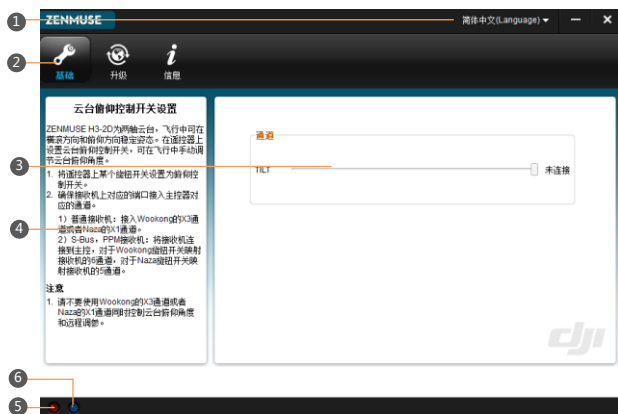 ZENMUSE
简体中文(Language)
1
2
基础
升级
信息
云台俯仰控制开关设置
ZENMUSE H3-2D为两轴云台，飞行中可在
横滚方向和俯仰方向稳定姿态。在遥控器上
设置云台俯仰控制开关，可在飞行中手动调
节云台俯仰角度。
1. 将遥控器上某个旋钮开关设置为俯仰控
制开关。
2. 确保接收机上对应的端口接入主控器对
应的通道。
1）普通接收机：接入Wookong的X3通
道或者Naza的X1通道。
2）S-Bus，PPM接收机：将接收机连
接到主控，对于Wookong旋钮开关映射
接收机的6通道，对于Naza旋钮开关映
射接收机的5通道。
注意
1. 请不要使用Wookong的X3通道或者
Naza的X1通道同时控制云台俯仰角度
和远程调参。
通道
TILT
未连接
3
4
dji
6
5